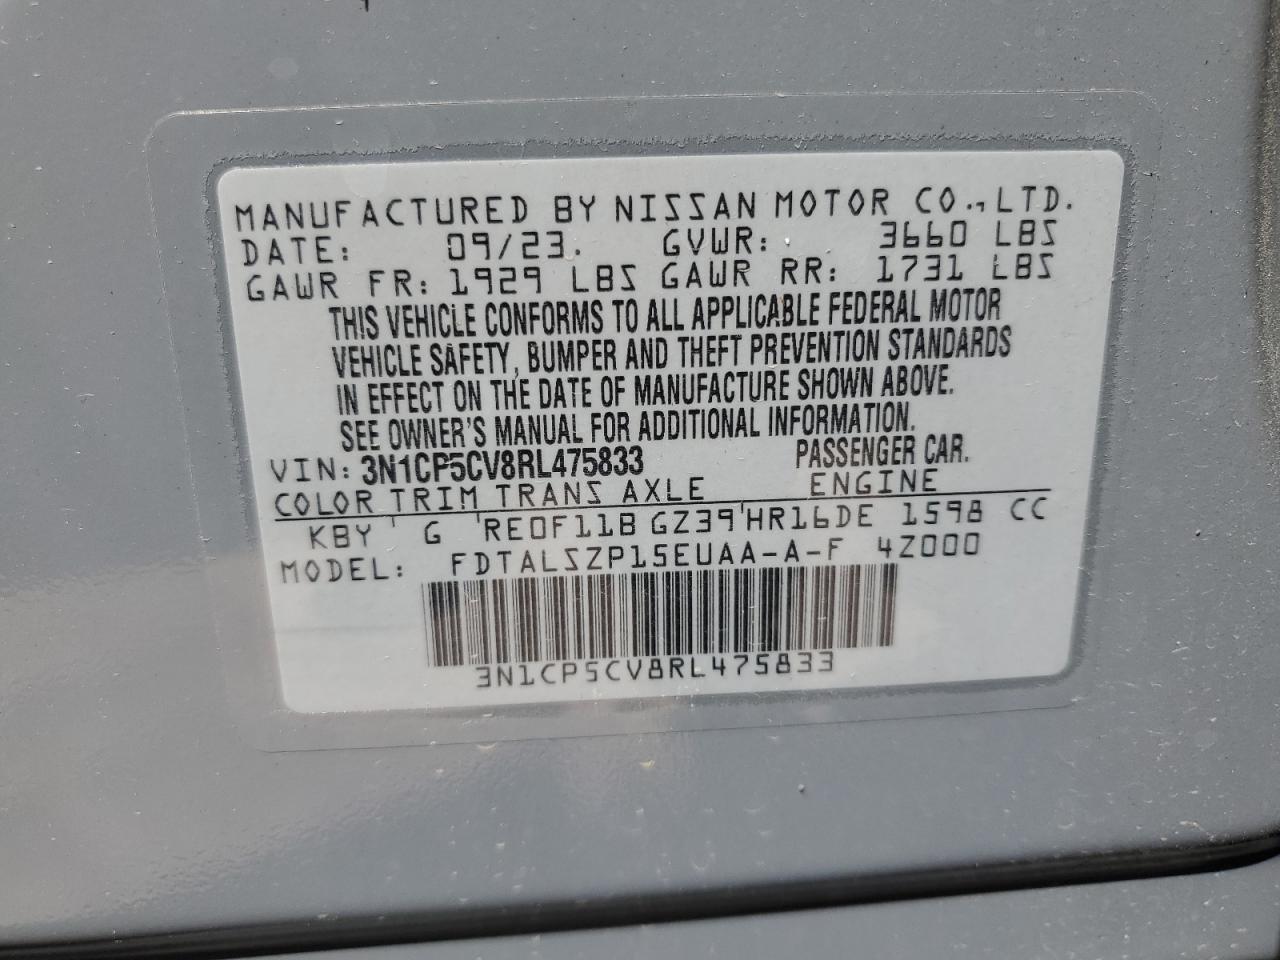 MANUFACTURED BY NISSAN MOTOR CO., LTD.
DATE: 09/23. GVWR: 3660 LBS
GAWR FR: 1929 LBS GAWR RR: 1731 LBS
THIS VEHICLE CONFORMS TO ALL APPLICABLE FEDERAL MOTOR
VEHICLE SAFETY, BUMPER AND THEFT PREVENTION STANDARDS
IN EFFECT ON THE DATE OF MANUFACTURE SHOWN ABOVE.
SEE OWNER'S MANUAL FOR ADDITIONAL INFORMATION.
VIN: 3N1CP5CV8RL475833 PASSENGER CAR.
COLOR TRIM TRANS AXLE ENGINE
KBY G RE0F11B GZ39 HR16DE 1598 CC
MODEL: FDTALSZP15EUAA-A-F 4Z000
3N1CP5CV8RL475833